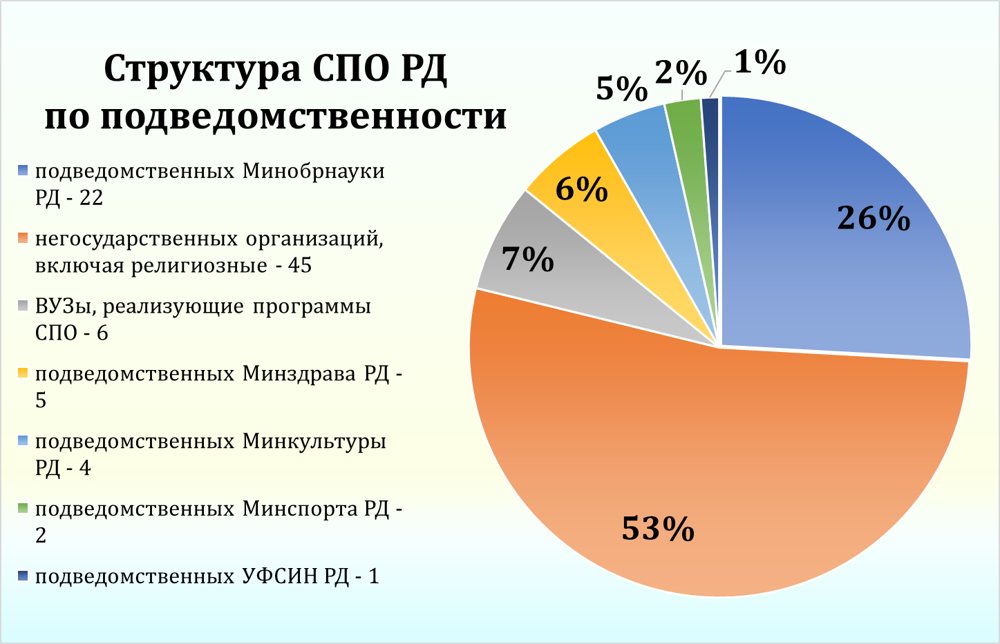 Структура СПО РД
по подведомственности
подведомственных Минобрнауки
РД - 22
негосударственных организаций,
включая религиозные - 45
ВУЗы, реализующие программы
СПО - 6
подведомственных Минздрава РД -
5
подведомственных Минкультуры
РД - 4
подведомственных Минспорта РД -
2
подведомственных УФСИН РД - 1
26%
53%
7%
6%
5%
2%
1%